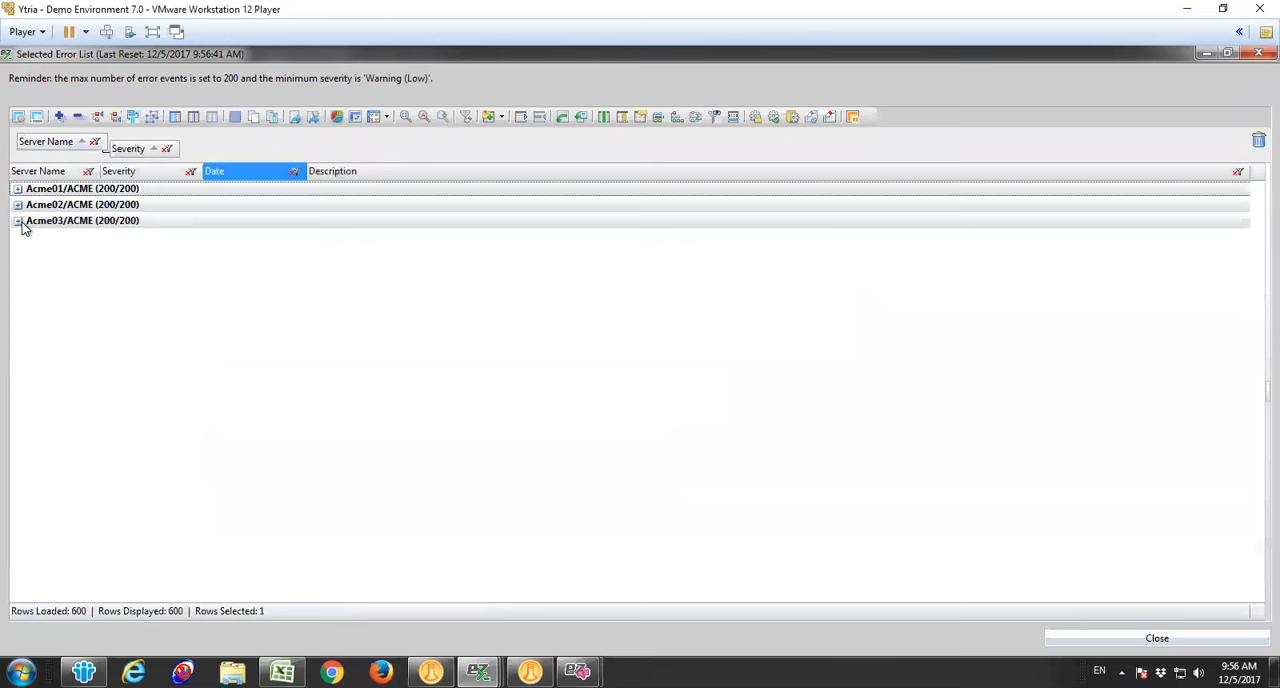 Ytria - Demo Environment 7.0 - VMware Workstation 12 Player
Player
Selected Error List (Last Reset: 12/5/2017 9:56:41 AM)
Reminder: the max number of error events is set to 200 and the minimum severity is 'Warning (Low)'.
Server Name
Severity
Server Name Severity Date Description
Acme01/ACME (200/200)
Acme02/ACME (200/200)
Acme03/ACME (200/200)
Rows Loaded: 600 | Rows Displayed: 600 | Rows Selected: 1
Close
EN
9:56 AM
12/5/2017